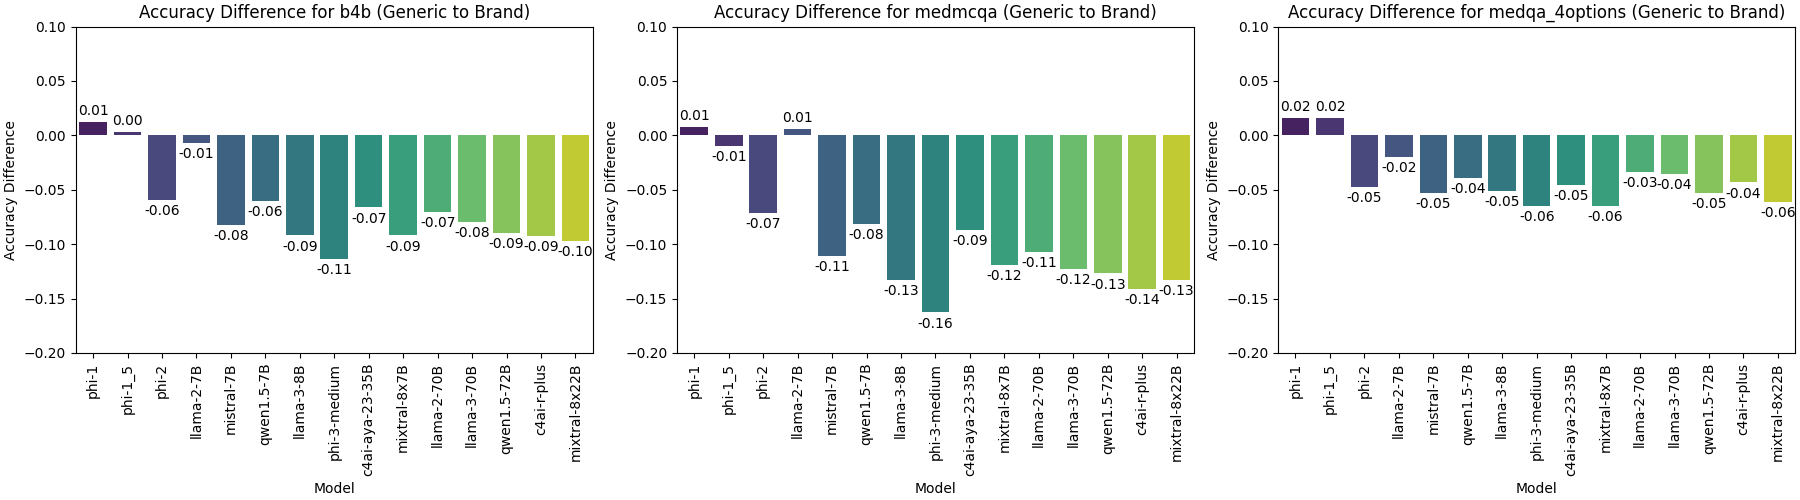 Accuracy Difference for b4b (Generic to Brand)
Accuracy Difference
0.10
0.05
0.00
−0.05
−0.10
−0.15
−0.20
0.01
0.00
-0.06
-0.01
-0.08
-0.06
-0.09
-0.11
-0.07
-0.09
-0.07
-0.08
-0.09
-0.09
-0.10
phi-1
phi-1_5
phi-2
llama-2-7B
mistral-7B
qwen1.5-7B
llama-3-8B
phi-3-medium
c4ai-aya-23-35B
mixtral-8x7B
llama-2-70B
llama-3-70B
qwen1.5-72B
c4ai-r-plus
mixtral-8x22B
Model
Accuracy Difference for medmcqa (Generic to Brand)
Accuracy Difference
0.10
0.05
0.00
−0.05
−0.10
−0.15
−0.20
0.01
-0.01
-0.07
0.01
-0.11
-0.08
-0.13
-0.16
-0.09
-0.12
-0.11
-0.12
-0.13
-0.14
-0.13
phi-1
phi-1_5
phi-2
llama-2-7B
mistral-7B
qwen1.5-7B
llama-3-8B
phi-3-medium
c4ai-aya-23-35B
mixtral-8x7B
llama-2-70B
llama-3-70B
qwen1.5-72B
c4ai-r-plus
mixtral-8x22B
Model
Accuracy Difference for medqa_4options (Generic to Brand)
Accuracy Difference
0.10
0.05
0.00
−0.05
−0.10
−0.15
−0.20
0.02
0.02
-0.05
-0.02
-0.05
-0.04
-0.05
-0.06
-0.05
-0.06
-0.03
-0.04
-0.05
-0.04
-0.06
phi-1
phi-1_5
phi-2
llama-2-7B
mistral-7B
qwen1.5-7B
llama-3-8B
phi-3-medium
c4ai-aya-23-35B
mixtral-8x7B
llama-2-70B
llama-3-70B
qwen1.5-72B
c4ai-r-plus
mixtral-8x22B
Model